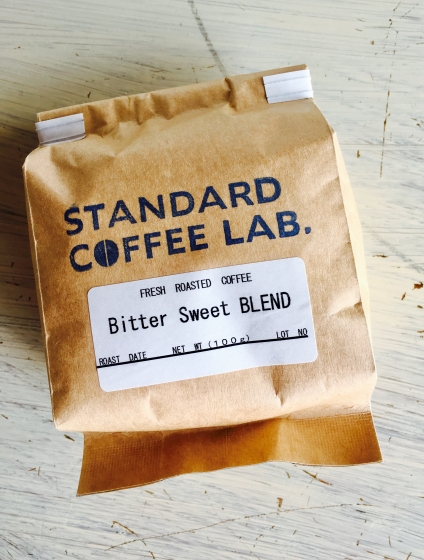 STANDARD
COFFEE LAB.
FRESH ROASTED COFFEE
Bitter Sweet BLEND
ROAST DATE NET WT (100g) LOT NO